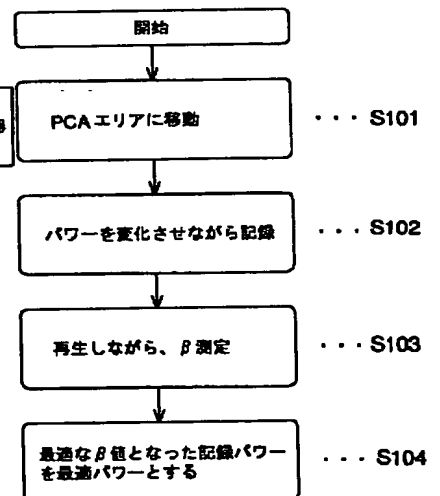 開始
PCAエリアに移動
・・・ S101
パワーを変化させながら記録
・・・ S102
再生しながら、β測定
・・・ S103
最適なβ値となった記録パワー
を最適パワーとする
・・・ S104